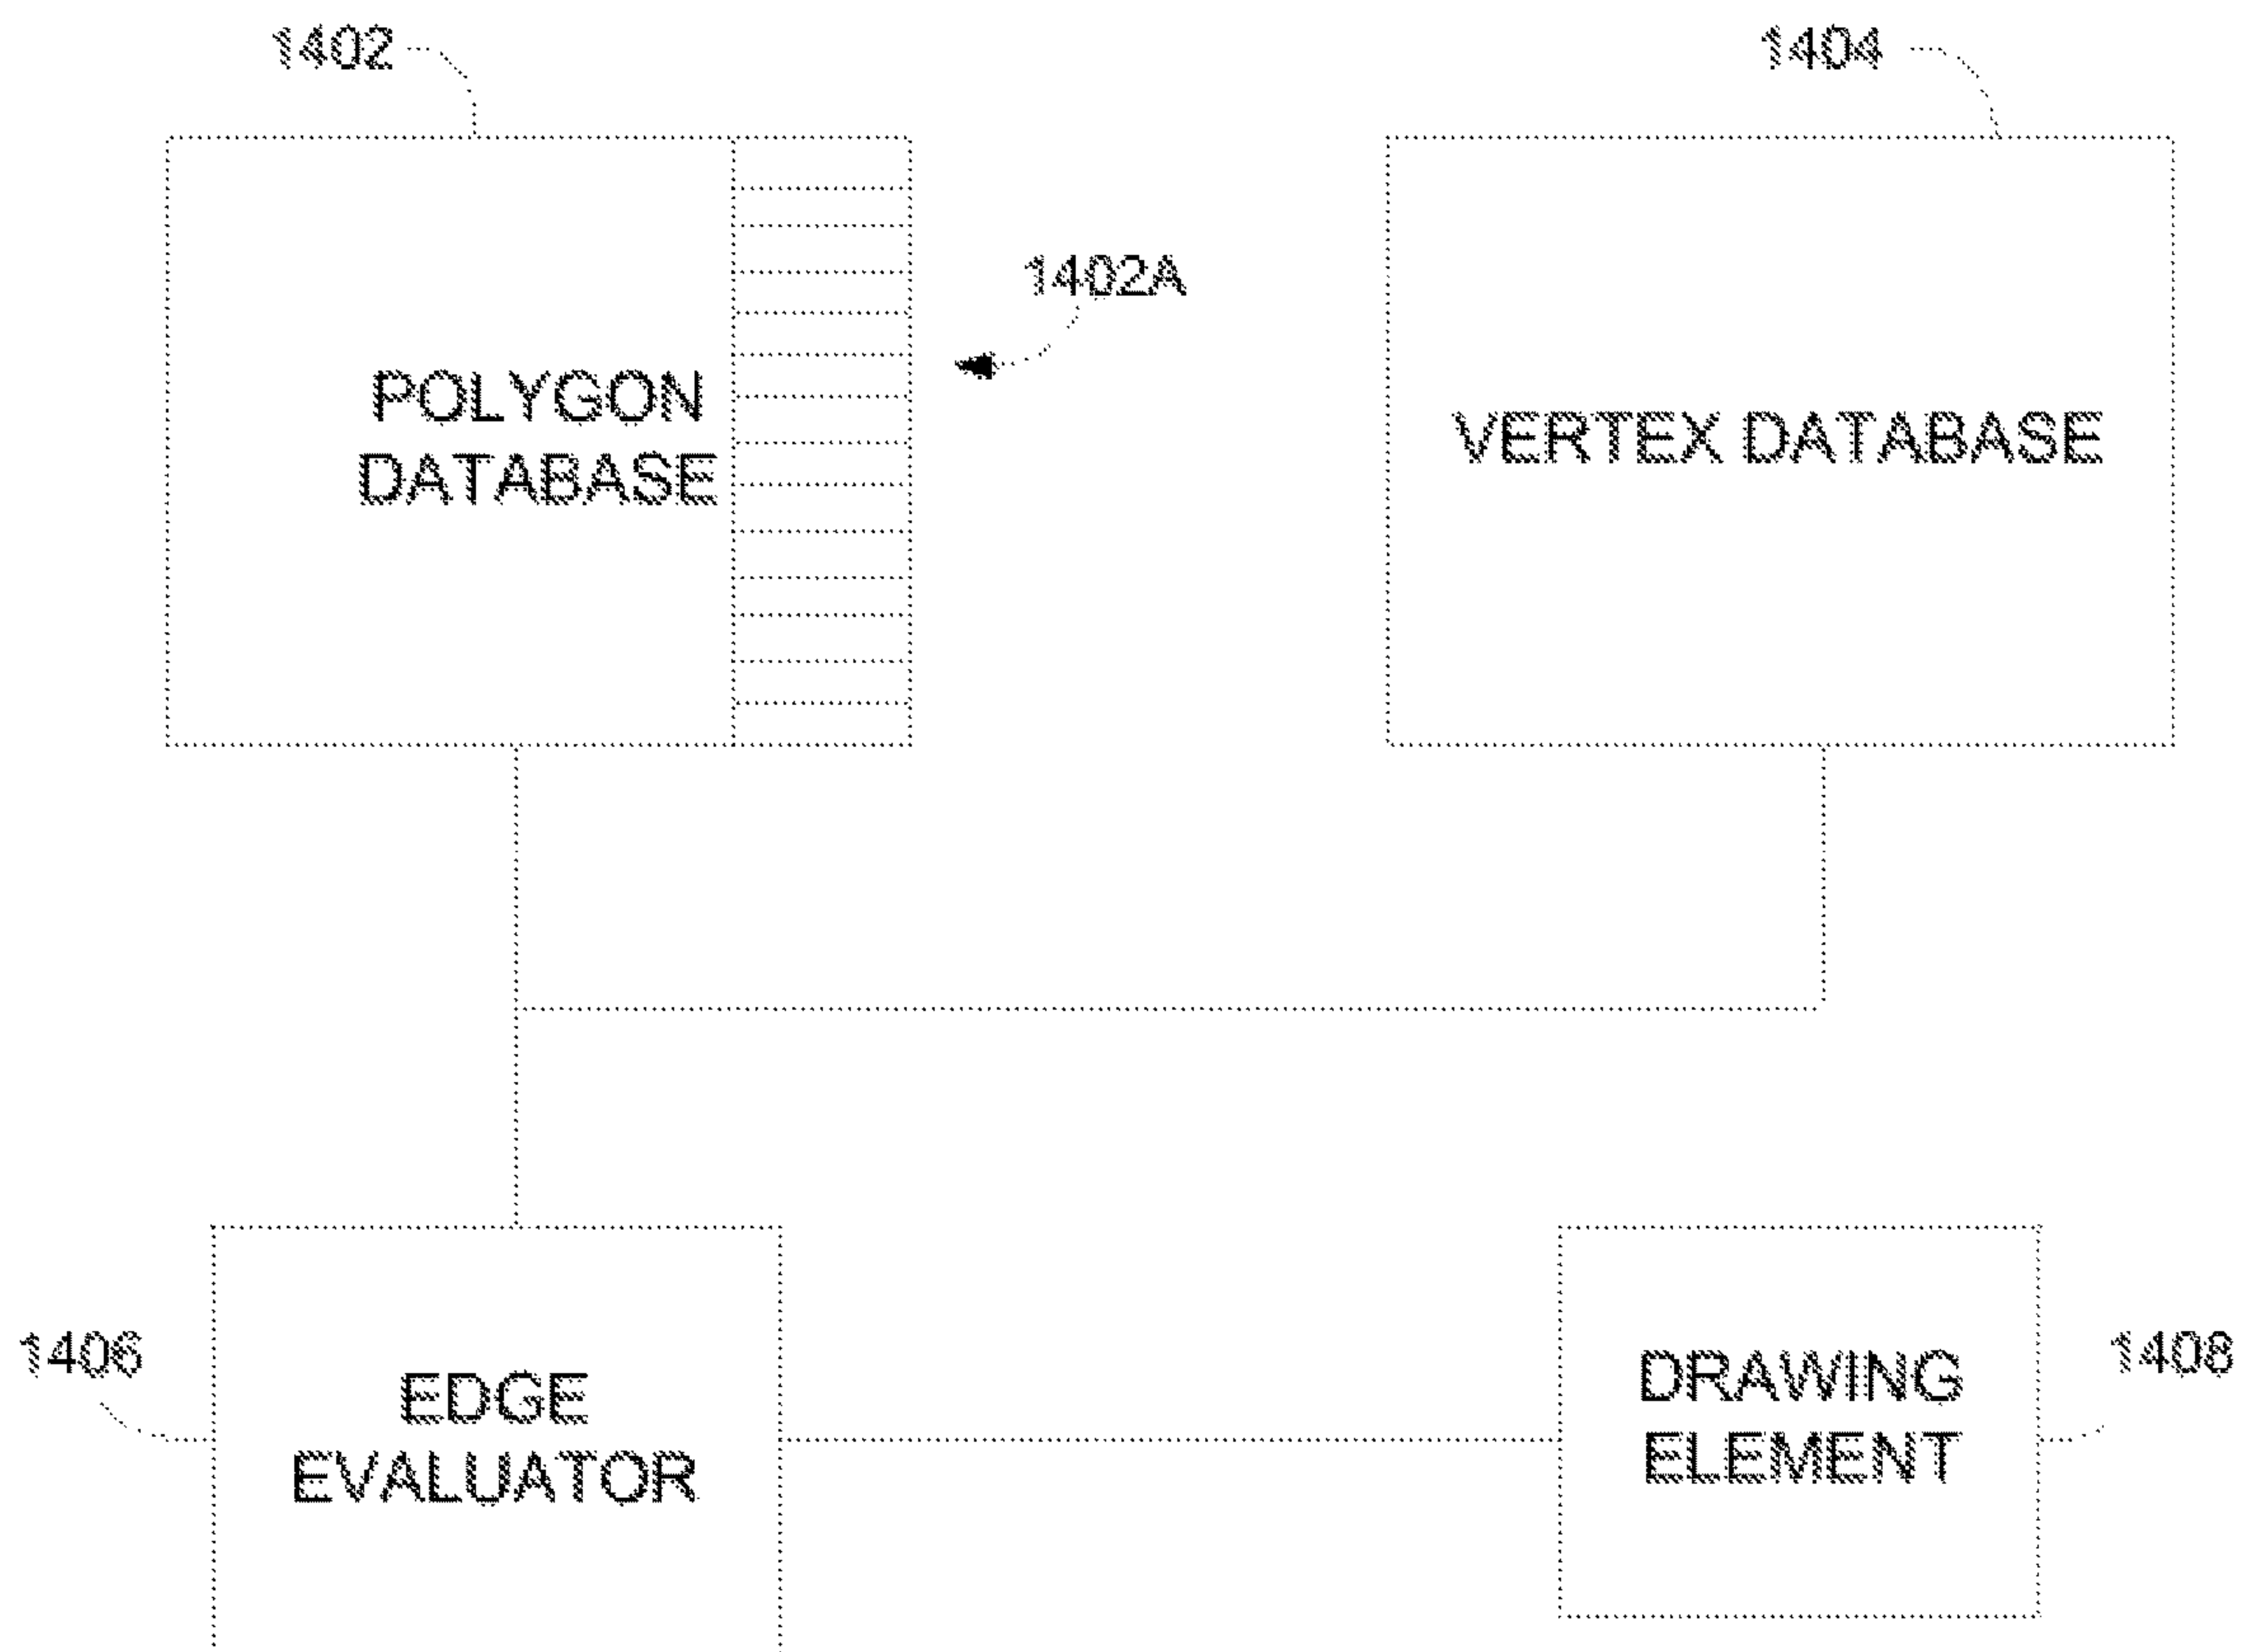 1402
1404
1402A
POLYGON
DATABASE
VERTEX DATABASE
1406
EDGE
EVALUATOR
DRAWING
ELEMENT
1408